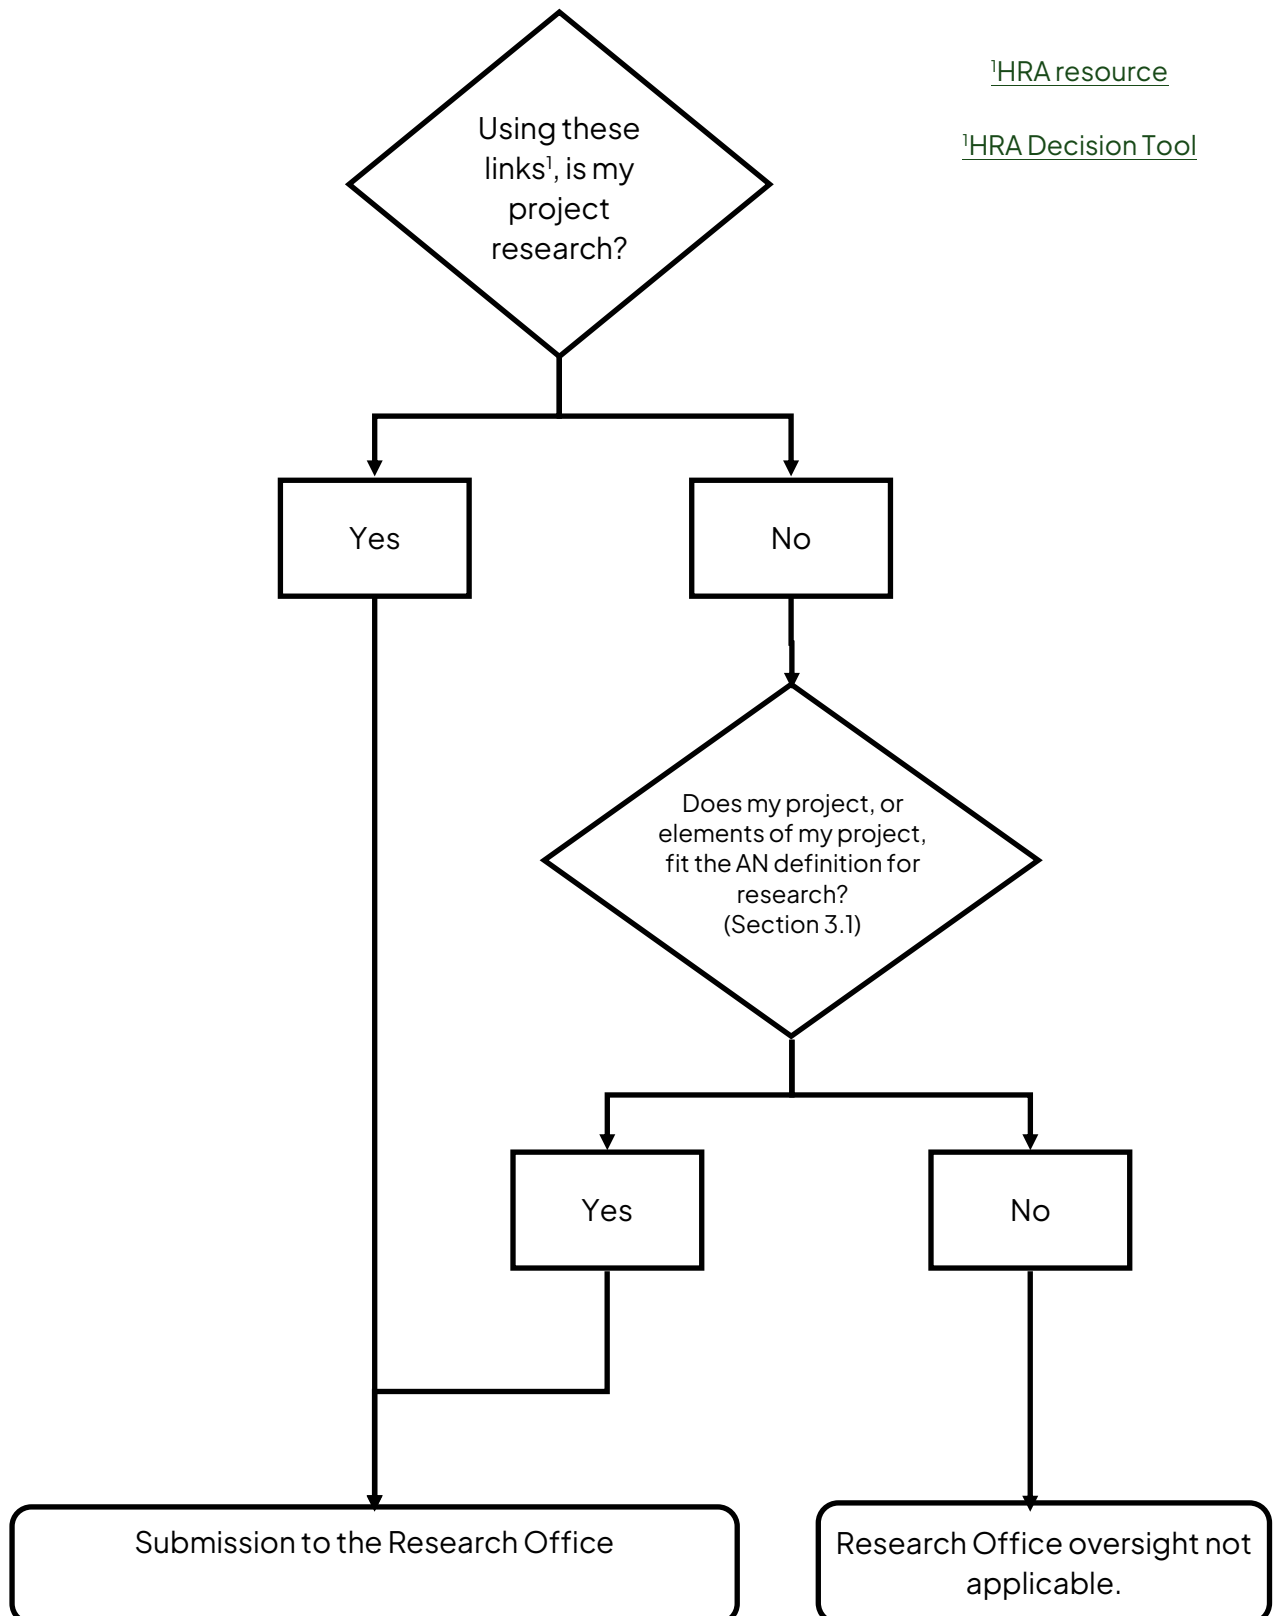 ¹HRA resource
¹HRA Decision Tool
Using these
links¹, is my
project
research?
Yes
No
Does my project, or
elements of my project,
fit the AN definition for
research?
(Section 3.1)
Yes
No
Submission to the Research Office
Research Office oversight not
applicable.